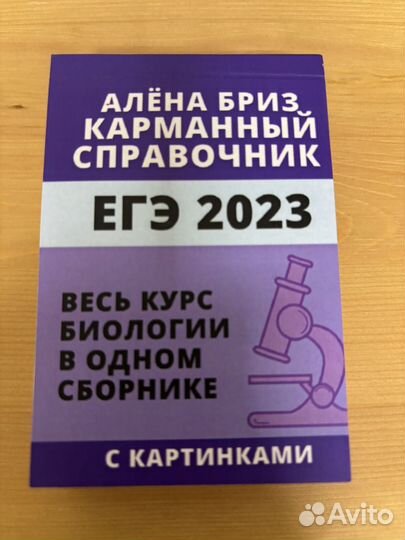 АЛЁНА БРИЗ
КАРМАННЫЙ
СПРАВОЧНИК
ЕГЭ 2023
ВЕСЬ КУРС
БИОЛОГИИ
В ОДНОМ
СБОРНИКЕ
С КАРТИНКАМИ
Avito